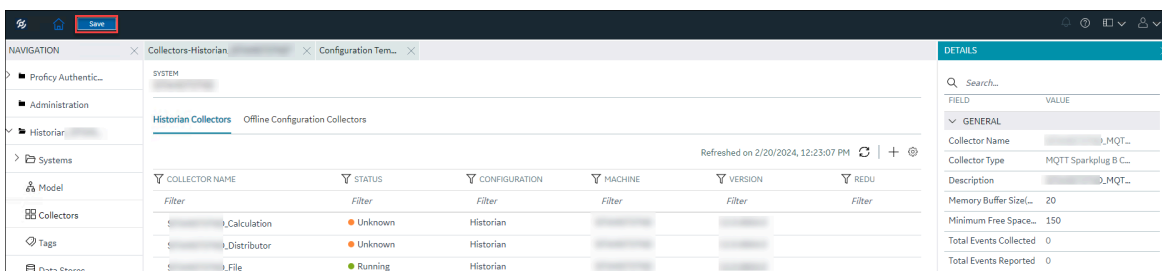 Save
NAVIGATION
Collectors-Historian
Configuration Tem...
DETAILS
Proficy Authentic...
Administration
Historian
Systems
Model
Collectors
Tags
Data Stores
SYSTEM
Historian Collectors Offline Configuration Collectors
Refreshed on 2/20/2024, 12:23:07 PM
COLLECTOR NAME STATUS CONFIGURATION MACHINE VERSION REDU
Filter Filter Filter Filter Filter Filter
_Calculation Unknown Historian
_Distributor Unknown Historian
_File Running Historian
Search...
FIELD VALUE
GENERAL
Collector Name _MQT...
Collector Type MQTT Sparkplug B C...
Description _MQT...
Memory Buffer Size(... 20
Minimum Free Space... 150
Total Events Collected 0
Total Events Reported 0